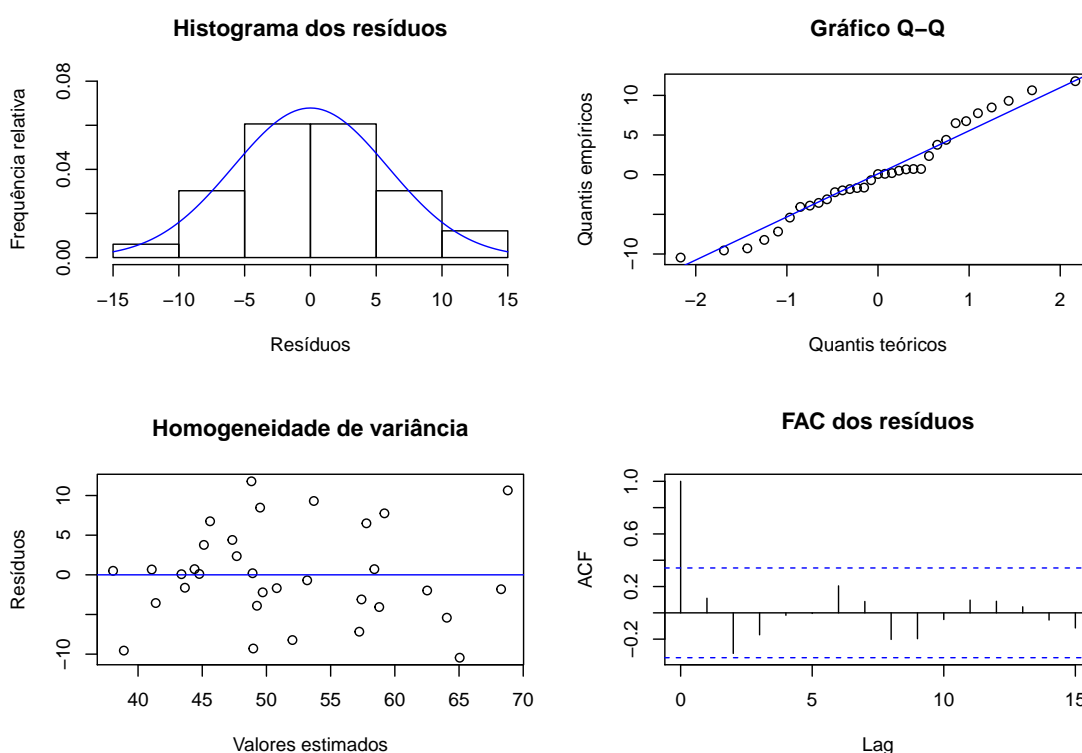 Histograma dos resíduos
Frequência relativa
0.00 0.04 0.08
−15 −10 −5 0 5 10 15
Resíduos
Gráfico Q−Q
Quantis empíricos
−10 0 5 10
−2 −1 0 1 2
Quantis teóricos
Homogeneidade de variância
Resíduos
−10 0 5 10
40 45 50 55 60 65 70
Valores estimados
FAC dos resíduos
ACF
−0.2 0.2 0.6 1.0
0 5 10 15
Lag